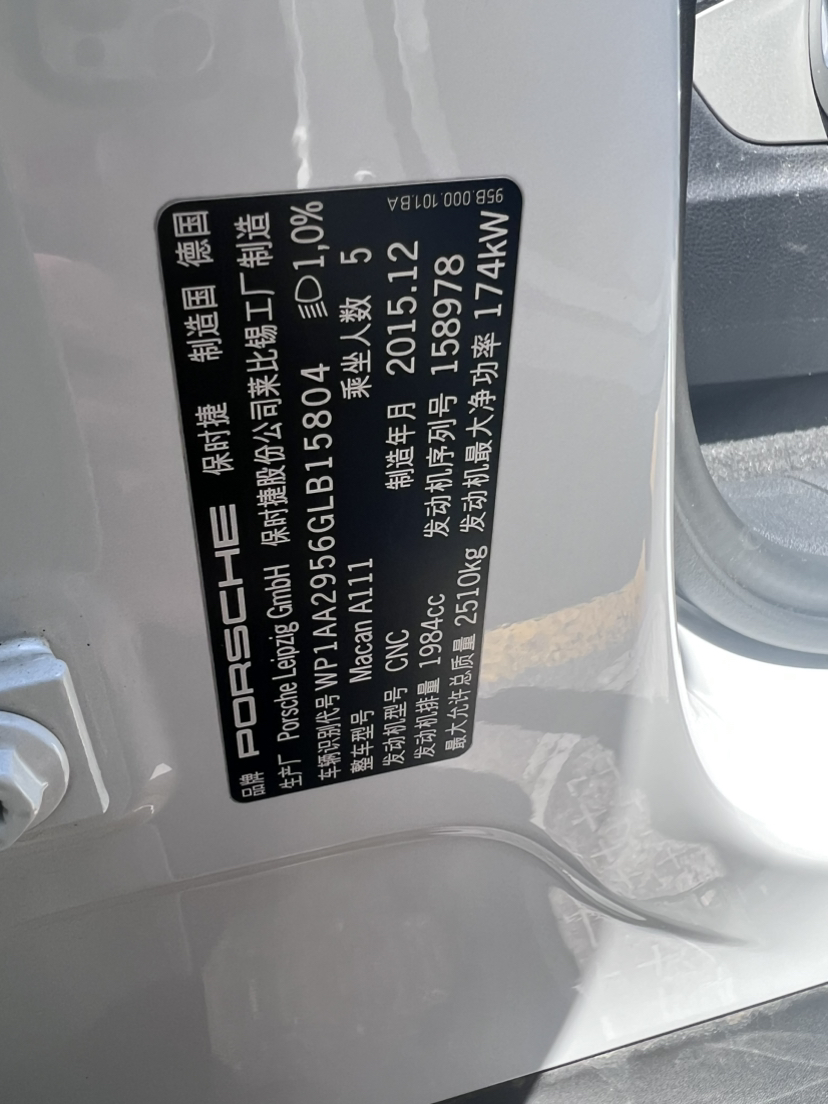 品牌 PORSCHE 保时捷 制造国 德国
生产厂 Porsche Leipzig GmbH 保时捷股份公司莱比锡工厂制造
车辆识别代号 WP1AA2956GLB15804 1,0%
整车型号 Macan A111 乘坐人数 5
发动机型号 CNC 制造年月 2015.12
发动机排量 1984cc 发动机序列号 158978
最大允许总质量 2510kg 发动机最大净功率 174kW
95B.000.101.BA